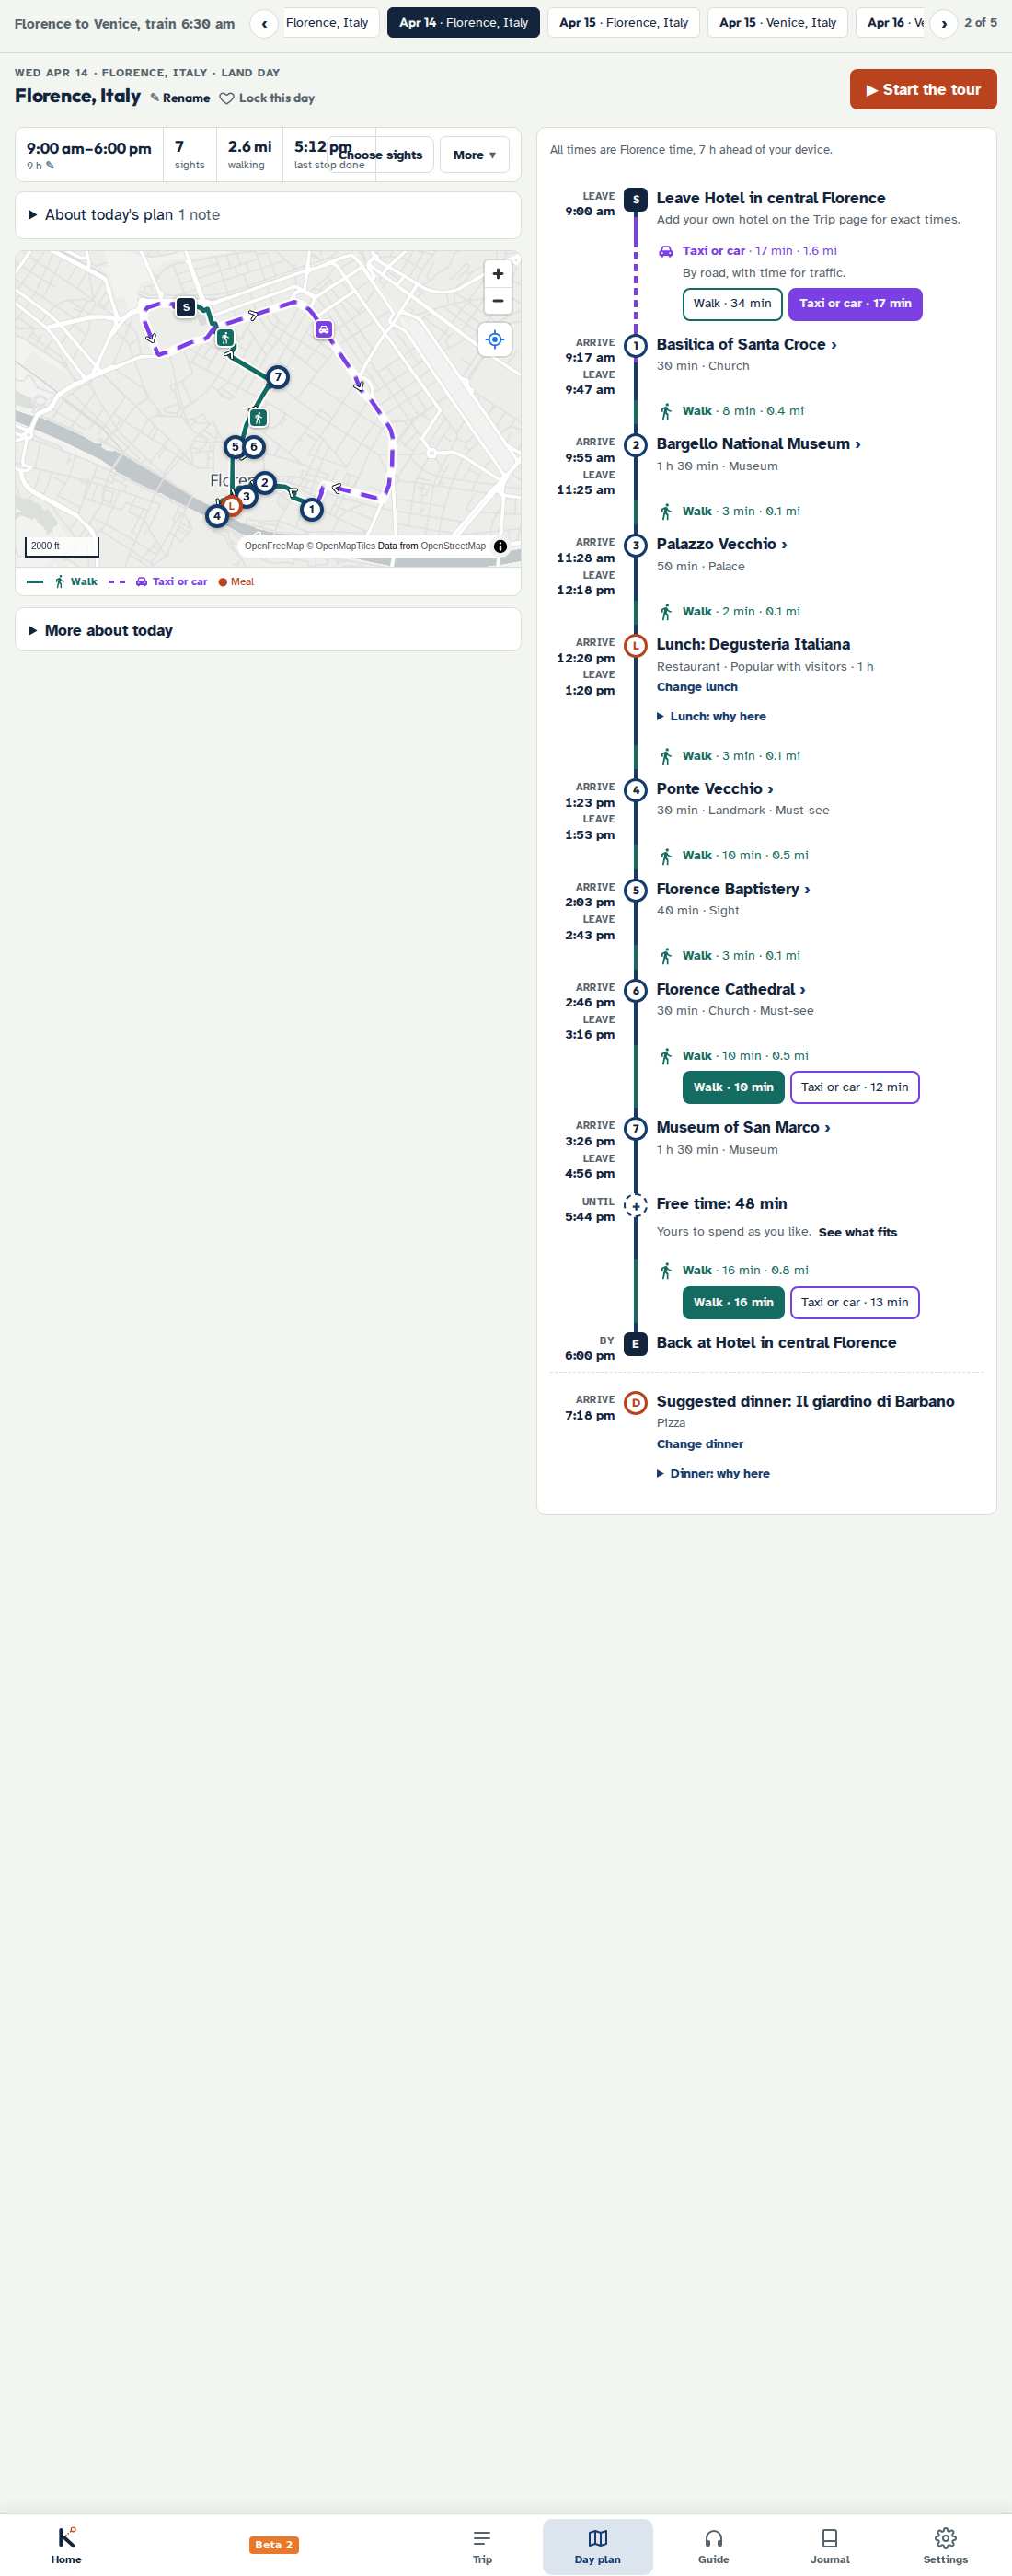 Florence to Venice, train 6:30 am
‹
Florence, Italy
Apr 14 · Florence, Italy
Apr 15 · Florence, Italy
Apr 15 · Venice, Italy
Apr 16 · Ve
›
2 of 5
WED APR 14 · FLORENCE, ITALY · LAND DAY
Florence, Italy ✎ Rename Lock this day
▶ Start the tour
9:00 am–6:00 pm
9 h ✎
7
sights
2.6 mi
walking
5:12 pm
last stop done
Choose sights
More ▾
▶ About today's plan 1 note
S
7
5 6
2
3
L
4
1
+
−
2000 ft
OpenFreeMap © OpenMapTiles Data from OpenStreetMap
Walk Taxi or car Meal
▶ More about today
All times are Florence time, 7 h ahead of your device.
LEAVE
9:00 am
S
Leave Hotel in central Florence
Add your own hotel on the Trip page for exact times.
Taxi or car · 17 min · 1.6 mi
By road, with time for traffic.
Walk · 34 min
Taxi or car · 17 min
ARRIVE
9:17 am
LEAVE
9:47 am
1
Basilica of Santa Croce ›
30 min · Church
Walk · 8 min · 0.4 mi
ARRIVE
9:55 am
LEAVE
11:25 am
2
Bargello National Museum ›
1 h 30 min · Museum
Walk · 3 min · 0.1 mi
ARRIVE
11:28 am
LEAVE
12:18 pm
3
Palazzo Vecchio ›
50 min · Palace
Walk · 2 min · 0.1 mi
ARRIVE
12:20 pm
LEAVE
1:20 pm
L
Lunch: Degusteria Italiana
Restaurant · Popular with visitors · 1 h
Change lunch
▶ Lunch: why here
Walk · 3 min · 0.1 mi
ARRIVE
1:23 pm
LEAVE
1:53 pm
4
Ponte Vecchio ›
30 min · Landmark · Must-see
Walk · 10 min · 0.5 mi
ARRIVE
2:03 pm
LEAVE
2:43 pm
5
Florence Baptistery ›
40 min · Sight
Walk · 3 min · 0.1 mi
ARRIVE
2:46 pm
LEAVE
3:16 pm
6
Florence Cathedral ›
30 min · Church · Must-see
Walk · 10 min · 0.5 mi
Walk · 10 min
Taxi or car · 12 min
ARRIVE
3:26 pm
LEAVE
4:56 pm
7
Museum of San Marco ›
1 h 30 min · Museum
UNTIL
5:44 pm
+
Free time: 48 min
Yours to spend as you like. See what fits
Walk · 16 min · 0.8 mi
Walk · 16 min
Taxi or car · 13 min
BY
6:00 pm
E
Back at Hotel in central Florence
ARRIVE
7:18 pm
D
Suggested dinner: Il giardino di Barbano
Pizza
Change dinner
▶ Dinner: why here
Home
Beta 2
Trip
Day plan
Guide
Journal
Settings